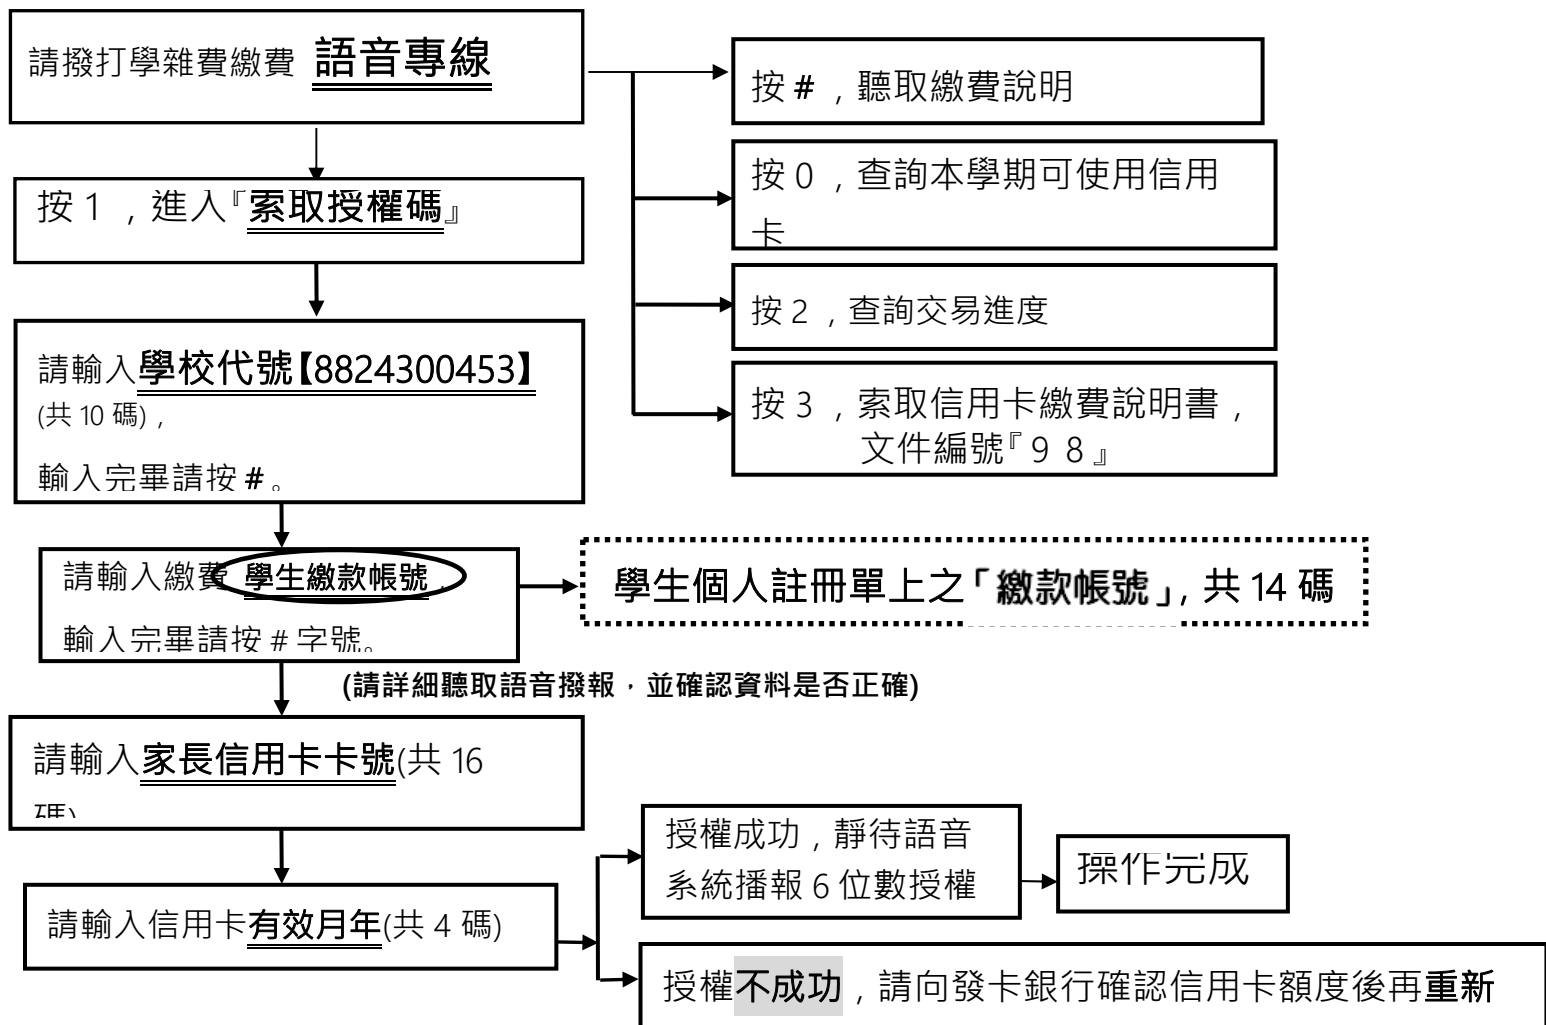 請撥打學雜費繳費 語音專線
按 1 ，進入『索取授權碼』
請輸入學校代號【8824300453】
(共 10 碼)，
輸入完畢請按 # 。
請輸入繳費 學生繳款帳號，
輸入完畢請按 # 字號。
(請詳細聽取語音撥報，並確認資料是否正確)
請輸入家長信用卡卡號(共 16
碼)
請輸入信用卡有效月年(共 4 碼)
按 # ，聽取繳費說明
按 0 ，查詢本學期可使用信用
卡
按 2 ，查詢交易進度
按 3 ，索取信用卡繳費說明書，
文件編號『９８』
學生個人註冊單上之「繳款帳號」，共 14 碼
授權成功，靜待語音
系統播報 6 位數授權
操作完成
授權不成功，請向發卡銀行確認信用卡額度後再重新